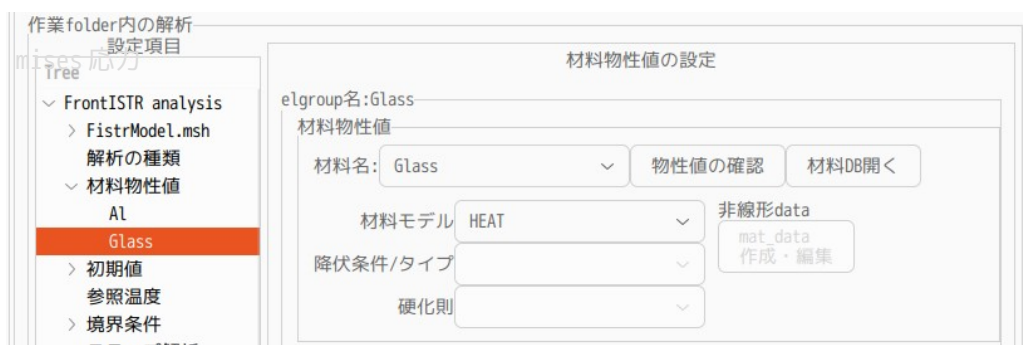 作業folder内の解析
設定項目
mises 応力
Tree
FrontISTR analysis
FistrModel.msh
解析の種類
材料物性値
Al
Glass
初期値
参照温度
境界条件
材料物性値の設定
elgroup名:Glass
材料物性値
材料名: Glass 物性値の確認 材料DB開く
材料モデル HEAT
非線形data
mat_data
作成・編集
降伏条件/タイプ
硬化則